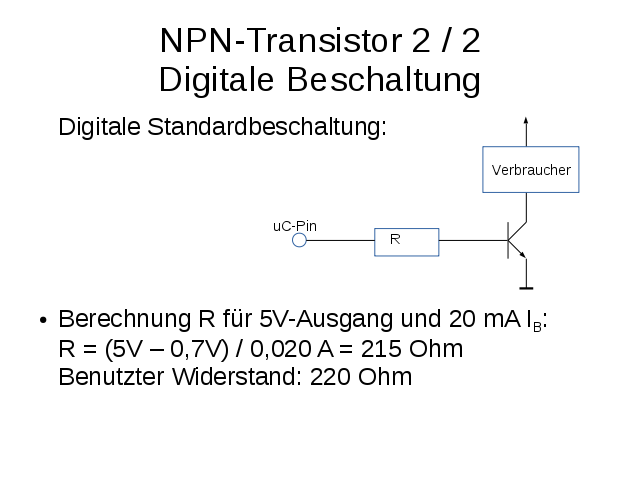 NPN-Transistor 2 / 2
Digitale Beschaltung
Digitale Standardbeschaltung:
Verbraucher
uC-Pin
R
• Berechnung R für 5V-Ausgang und 20 mA IB:
R = (5V – 0,7V) / 0,020 A = 215 Ohm
Benutzter Widerstand: 220 Ohm